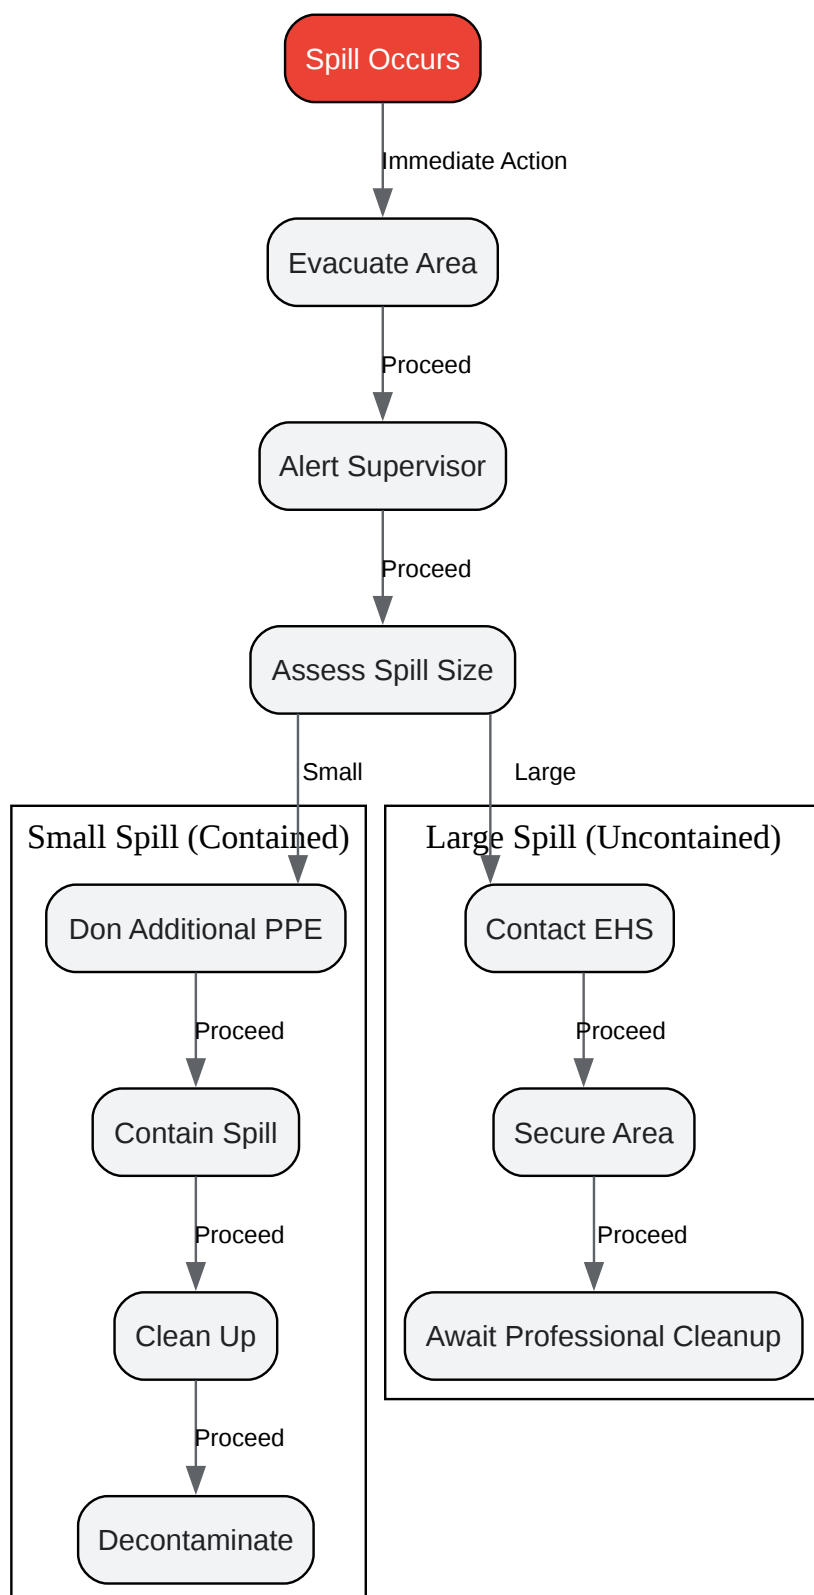 Spill Occurs
Immediate Action
Evacuate Area
Proceed
Alert Supervisor
Proceed
Assess Spill Size
Small
Large
Small Spill (Contained)
Large Spill (Uncontained)
Don Additional PPE
Contact EHS
Proceed
Proceed
Contain Spill
Secure Area
Proceed
Proceed
Clean Up
Await Professional Cleanup
Proceed
Decontaminate